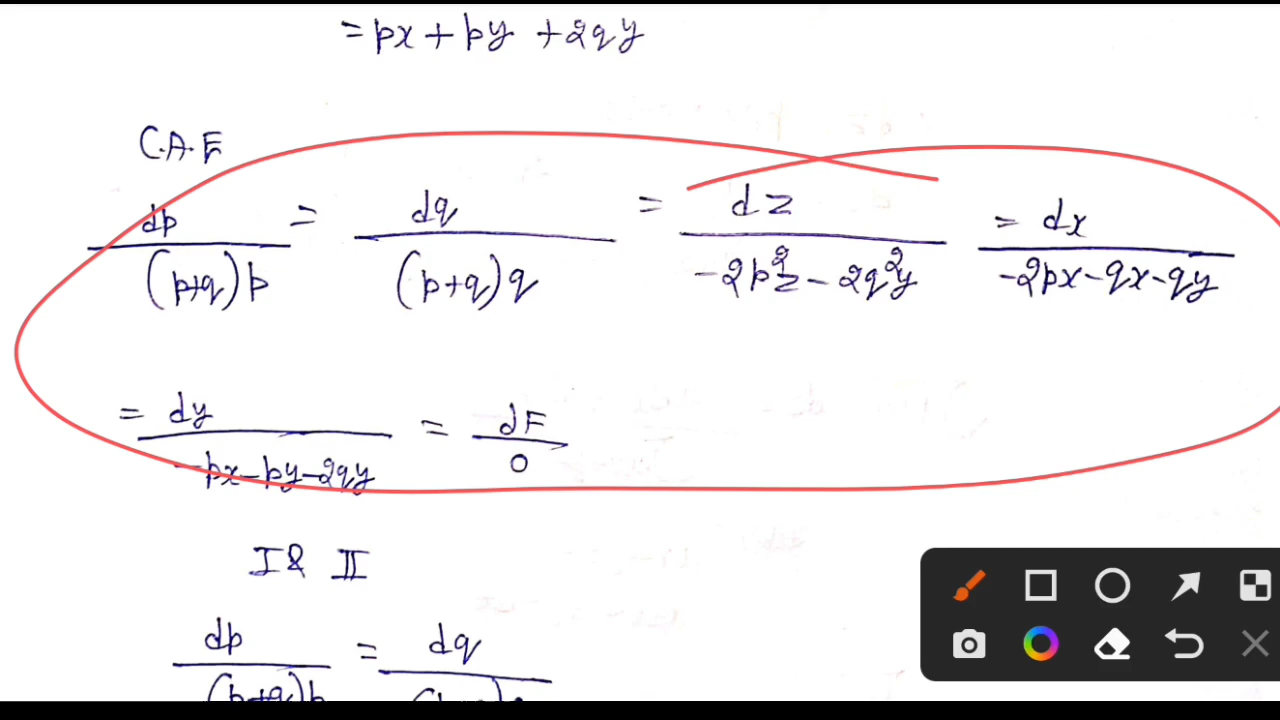 = px + py + 2qy
C.A.E
dp/(p+q)p = dq/(p+q)q = dz/-2p²z - 2q²y = dx/-2px-qx-qy
= dy/-px-py-2qy = dF/0
I & II
dp/(p+q)p = dq